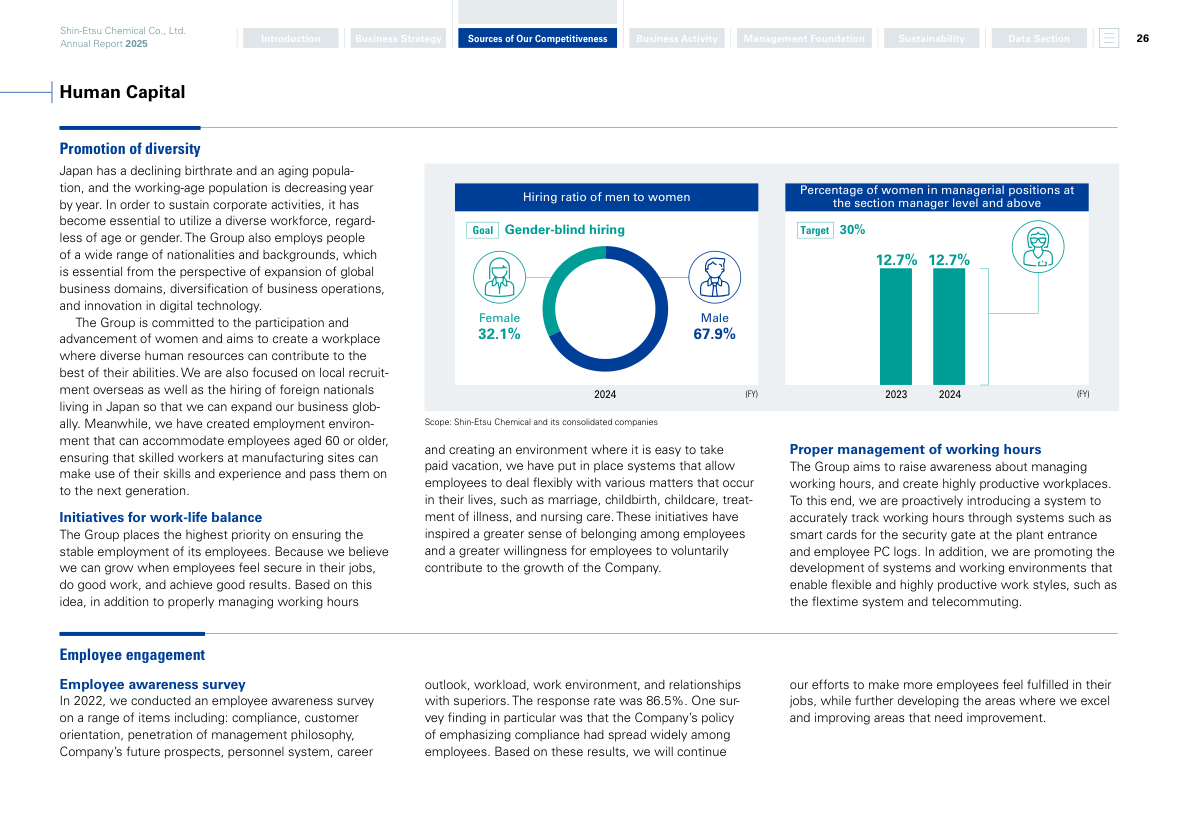 Shin-Etsu Chemical Co., Ltd.
Annual Report 2025
Introduction
Business Strategy
Sources of Our Competitiveness
Business Activity
Management Foundation
Sustainability
Data Section
26
Human Capital
Promotion of diversity
Japan has a declining birthrate and an aging popula-
tion, and the working-age population is decreasing year
by year. In order to sustain corporate activities, it has
become essential to utilize a diverse workforce, regard-
less of age or gender. The Group also employs people
of a wide range of nationalities and backgrounds, which
is essential from the perspective of expansion of global
business domains, diversification of business operations,
and innovation in digital technology.
The Group is committed to the participation and
advancement of women and aims to create a workplace
where diverse human resources can contribute to the
best of their abilities. We are also focused on local recruit-
ment overseas as well as the hiring of foreign nationals
living in Japan so that we can expand our business glob-
ally. Meanwhile, we have created employment environ-
ment that can accommodate employees aged 60 or older,
ensuring that skilled workers at manufacturing sites can
make use of their skills and experience and pass them on
to the next generation.
Initiatives for work-life balance
The Group places the highest priority on ensuring the
stable employment of its employees. Because we believe
we can grow when employees feel secure in their jobs,
do good work, and achieve good results. Based on this
idea, in addition to properly managing working hours
Hiring ratio of men to women
Goal Gender-blind hiring
Female
32.1%
Male
67.9%
2024
(FY)
Percentage of women in managerial positions at
the section manager level and above
Target 30%
12.7% 12.7%
2023 2024
(FY)
Scope: Shin-Etsu Chemical and its consolidated companies
and creating an environment where it is easy to take
paid vacation, we have put in place systems that allow
employees to deal flexibly with various matters that occur
in their lives, such as marriage, childbirth, childcare, treat-
ment of illness, and nursing care. These initiatives have
inspired a greater sense of belonging among employees
and a greater willingness for employees to voluntarily
contribute to the growth of the Company.
Proper management of working hours
The Group aims to raise awareness about managing
working hours, and create highly productive workplaces.
To this end, we are proactively introducing a system to
accurately track working hours through systems such as
smart cards for the security gate at the plant entrance
and employee PC logs. In addition, we are promoting the
development of systems and working environments that
enable flexible and highly productive work styles, such as
the flextime system and telecommuting.
Employee engagement
Employee awareness survey
In 2022, we conducted an employee awareness survey
on a range of items including: compliance, customer
orientation, penetration of management philosophy,
Company's future prospects, personnel system, career
outlook, workload, work environment, and relationships
with superiors. The response rate was 86.5%. One sur-
vey finding in particular was that the Company's policy
of emphasizing compliance had spread widely among
employees. Based on these results, we will continue
our efforts to make more employees feel fulfilled in their
jobs, while further developing the areas where we excel
and improving areas that need improvement.